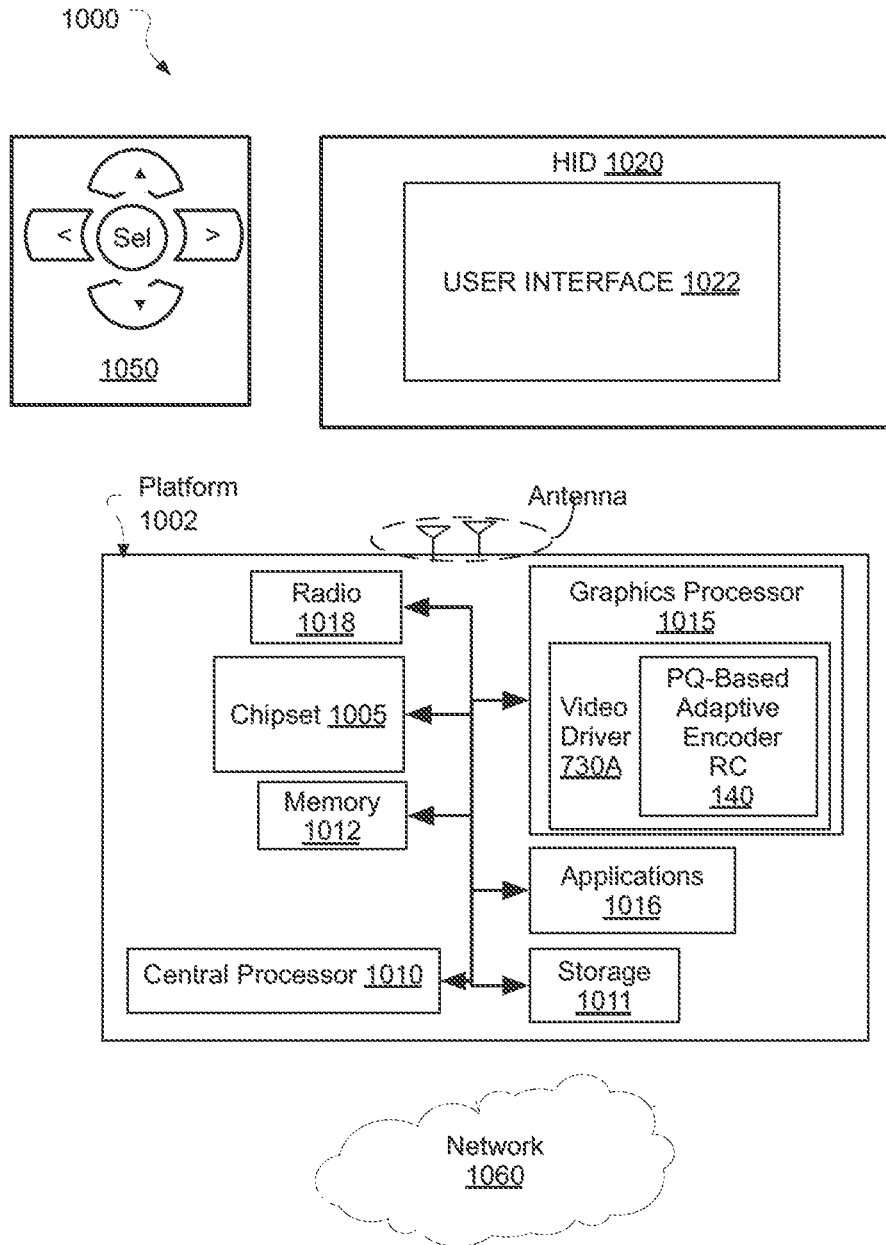 1000
HID 1020
USER INTERFACE 1022
<
Sel
>
1050
Platform
1002
Antenna
Radio
1018
Chipset 1005
Memory
1012
Central Processor 1010
Graphics Processor
1015
Video
Driver
730A
PQ-Based
Adaptive
Encoder
RC
140
Applications
1016
Storage
1011
Network
1060